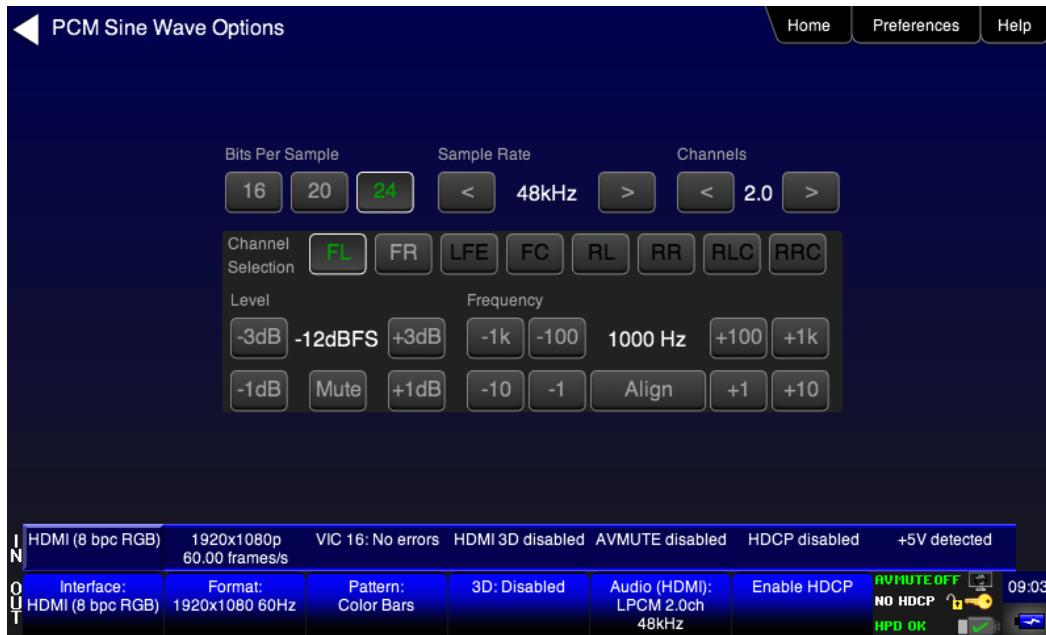 PCM Sine Wave Options
Home Preferences Help
Bits Per Sample Sample Rate Channels
16 20 24 < 48kHz > < 2.0 >
Channel
Selection
FL FR LFE FC RL RR RLC RRC
Level Frequency
-3dB -12dBFS +3dB -1k -100 1000 Hz +100 +1k
-1dB Mute +1dB -10 -1 Align +1 +10
IN
HDMI (8 bpc RGB) 1920x1080p VIC 16: No errors HDMI 3D disabled AVMUTE disabled HDCP disabled +5V detected
60.00 frames/s
OUT
Interface: Format: Pattern: 3D: Disabled Audio (HDMI): Enable HDCP AVMUTEOFF 09:03
HDMI (8 bpc RGB) 1920x1080 60Hz Color Bars LPCM 2.0ch NO HDCP
48kHz HPD OK